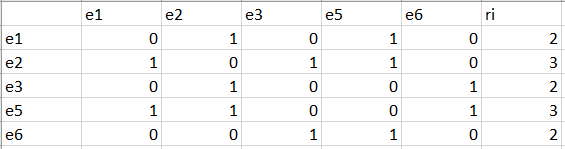 e1 e2 e3 e5 e6 ri
e1 0 1 0 1 0 2
e2 1 0 1 1 0 3
e3 0 1 0 0 1 2
e5 1 1 0 0 1 3
e6 0 0 1 1 0 2